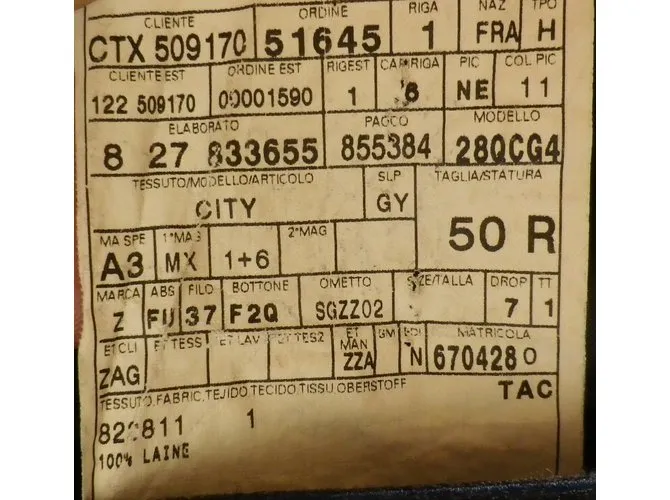 CLIENTE ORDINE RIGA NAZ TPO
CTX 509170 51645 1 FRA H
CLIENTE EST ORDINE EST RIGEST CAPRIGA PIC COL PIC
122 509170 00001590 1 6 NE 11
ELABORATO PACCO MODELLO
8 27 833655 855384 28QCG4
TESSUTO/MODELLO/ARTICOLO SLP TAGLIA/STATURA
CITY GY 50 R
MA SPE 1°MAG 2°MAG
A3 MX 1+6
MARCA ABS FILO BOTTONE OMETTO SIZE/TALLA DROP TT
Z FU 37 F2Q SGZZ02 7 1
ET CLI ET TESS ET LAV ET TES2 ET MAN GM MATRICOLA
ZAG ZZA N 670428 0
TESSUTO, FABRIC, TEJIDO, TECIDO, TISSU, OBERSTOFF TAC
1
100% LAINE